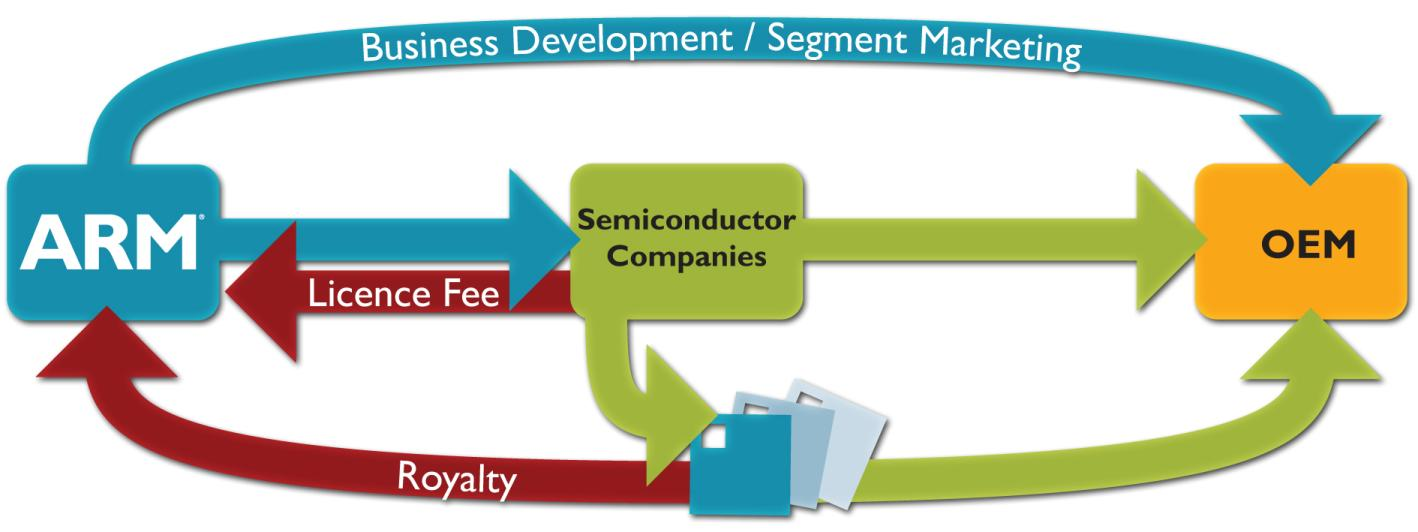 Business Development / Segment Marketing
ARM®
Semiconductor
Companies
OEM
Licence Fee
Royalty